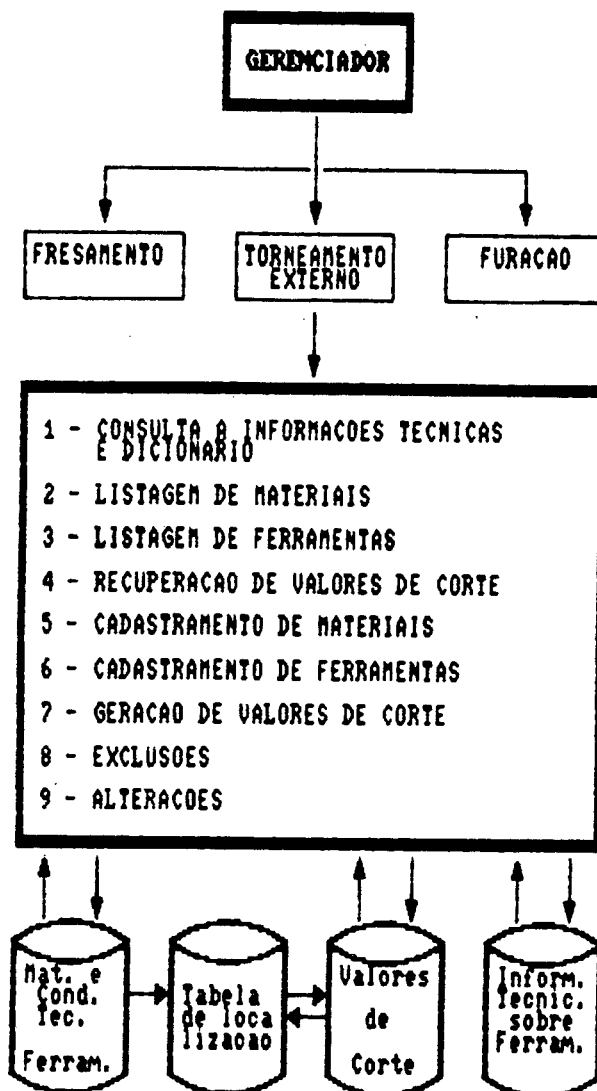 GERENCIADOR
FRESAMENTO
TORNEAMENTO
EXTERNO
FURACAO
1 - CONSULTA A INFORMACOES TECNICAS
E DICIONARIO
2 - LISTAGEM DE MATERIAIS
3 - LISTAGEM DE FERRAMENTAS
4 - RECUPERACAO DE VALORES DE CORTE
5 - CADASTRAMENTO DE MATERIAIS
6 - CADASTRAMENTO DE FERRAMENTAS
7 - GERACAO DE VALORES DE CORTE
8 - EXCLUSOES
9 - ALTERACOES
Mat. e
Cond.
Tec.
Ferram.
Tabela
de loca
lizacao
Valores
de
Corte
Inform.
Tecnic.
sobre
Ferram.